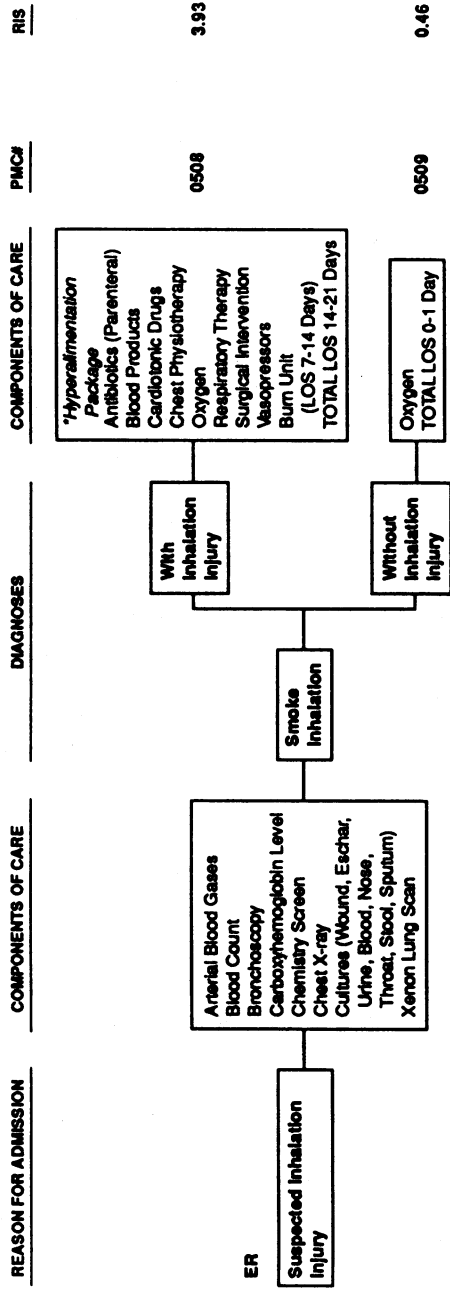 REASON FOR ADMISSION
COMPONENTS OF CARE
DIAGNOSES
COMPONENTS OF CARE
PMC#
RIS
ER
Suspected Inhalation
Injury
Arterial Blood Gases
Blood Count
Bronchoscopy
Carboxyhemoglobin Level
Chemistry Screen
Chest X-ray
Cultures (Wound, Eschar,
Urine, Blood, Nose,
Throat, Stool, Sputum)
Xenon Lung Scan
Smoke
Inhalation
With
Inhalation
Injury
*Hyperalimentation
Package
Antibiotics (Parenteral)
Blood Products
Cardiotonic Drugs
Chest Physiotherapy
Oxygen
Respiratory Therapy
Surgical Intervention
Vasopressors
Burn Unit
(LOS 7-14 Days)
TOTAL LOS 14-21 Days
0508
3.93
Without
Inhalation
Injury
Oxygen
TOTAL LOS 0-1 Day
0509
0.46